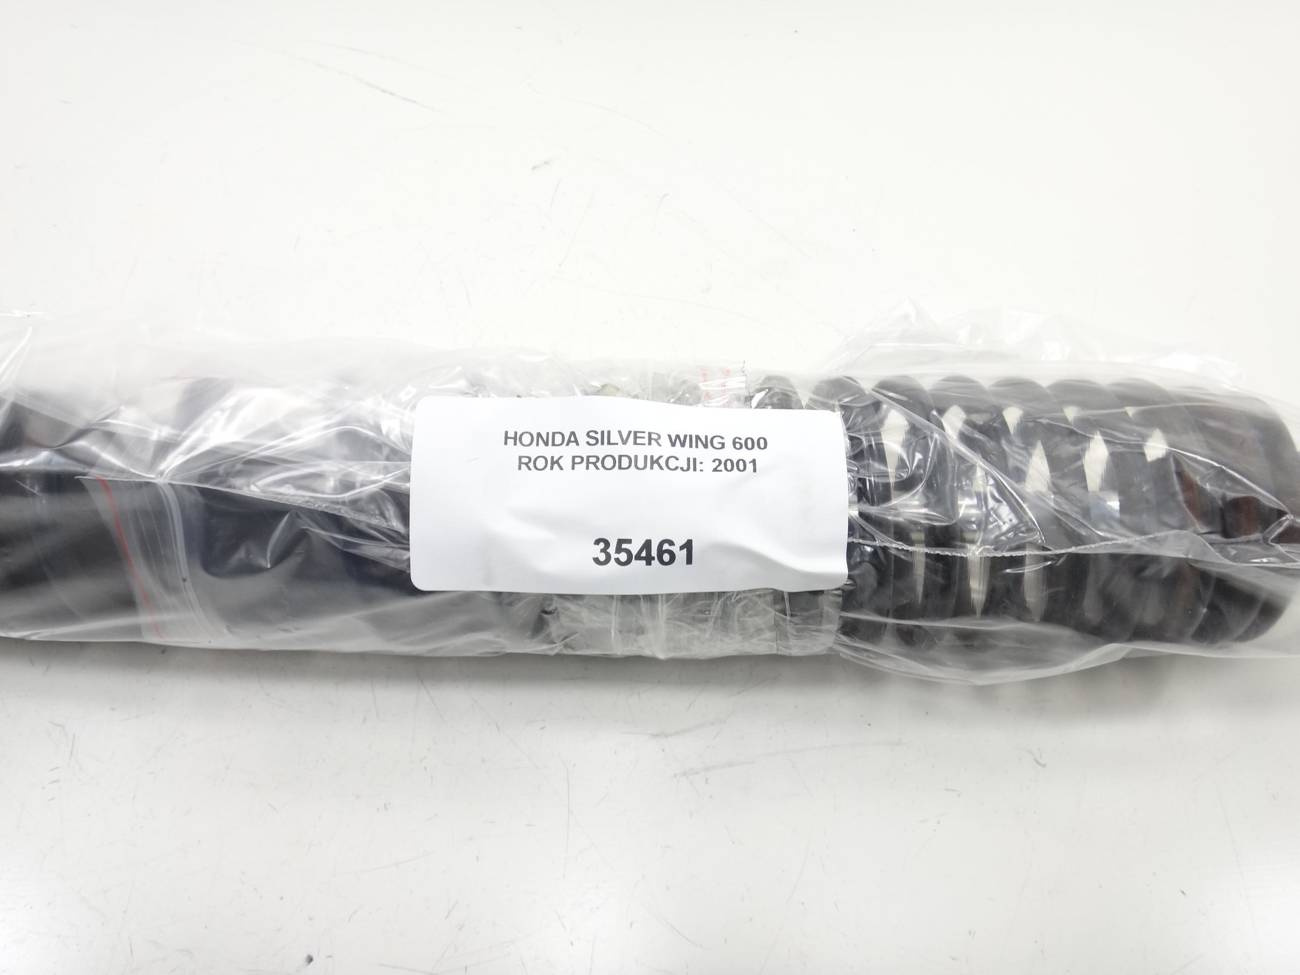 HONDA SILVER WING 600
ROK PRODUKCJI: 2001
35461